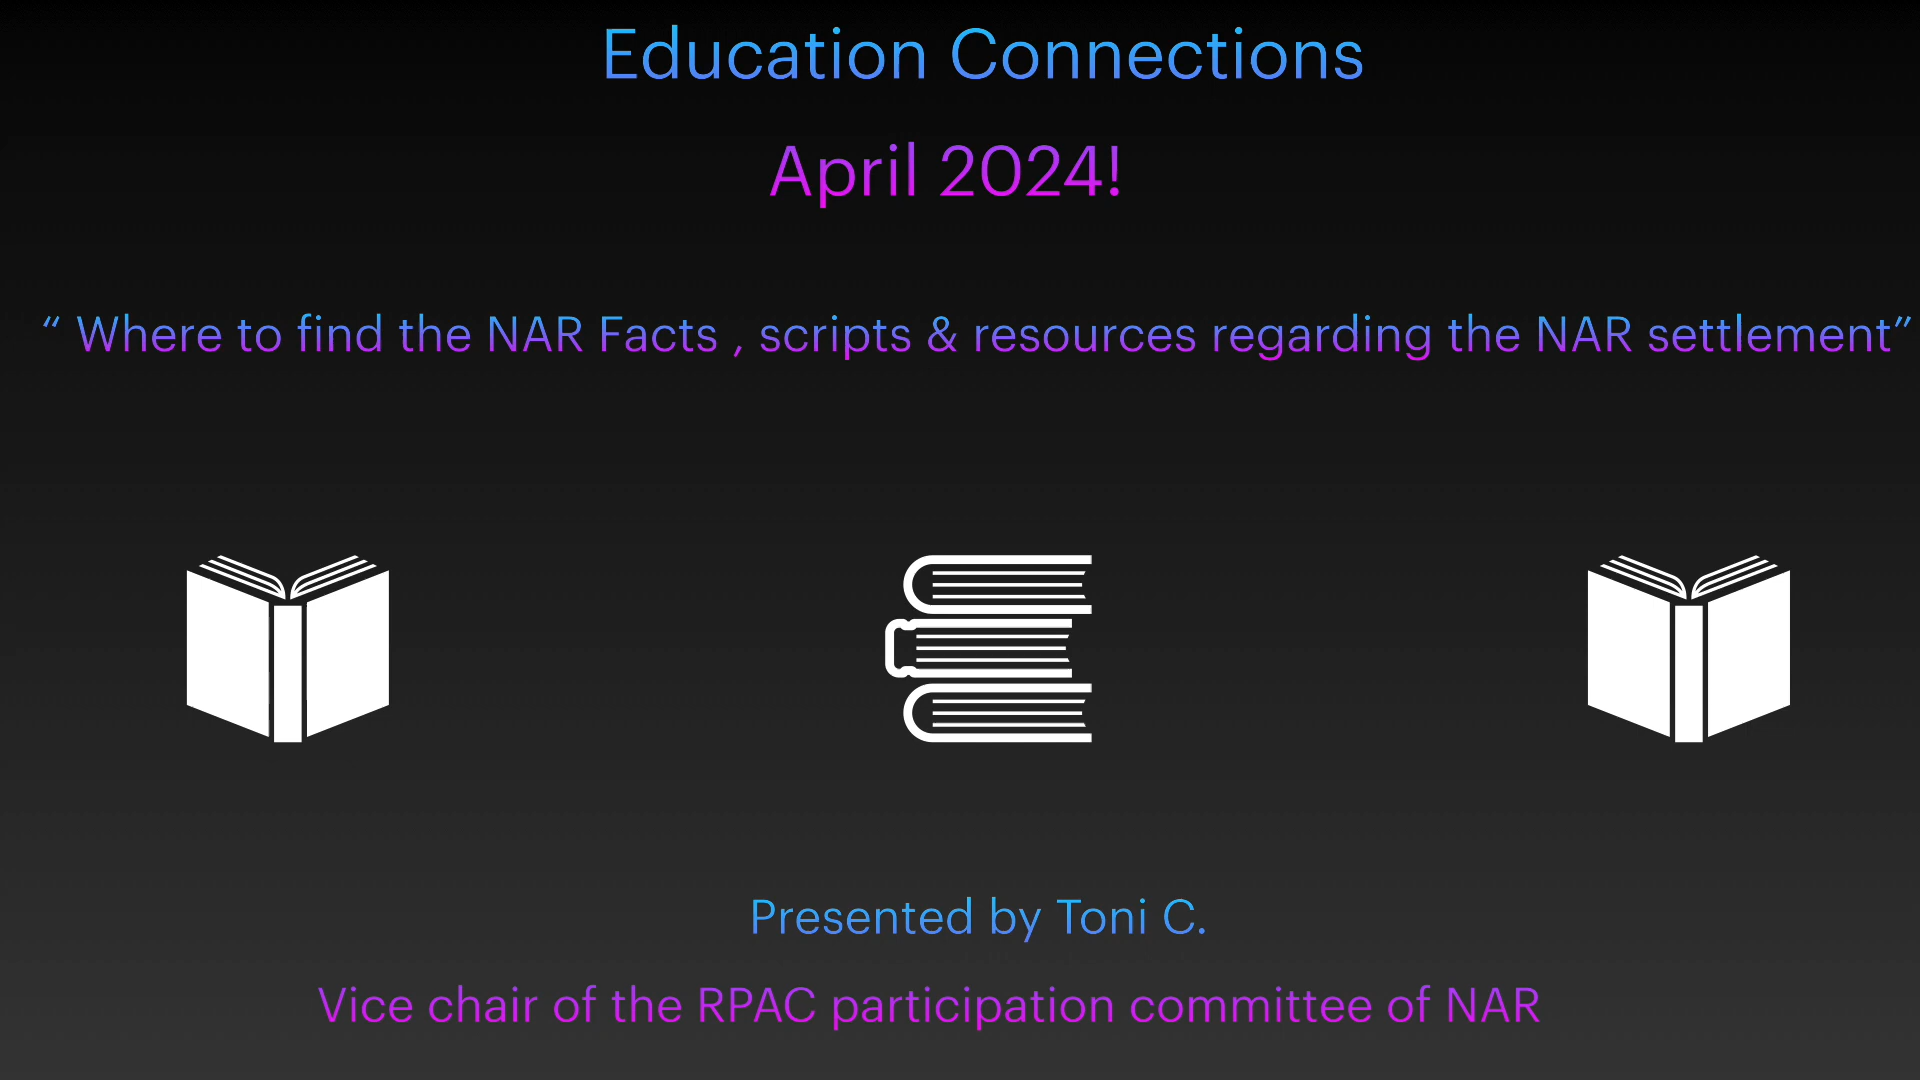 Education Connections
April 2024!
“ Where to find the NAR Facts , scripts & resources regarding the NAR settlement”
Presented by Toni C.
Vice chair of the RPAC participation committee of NAR